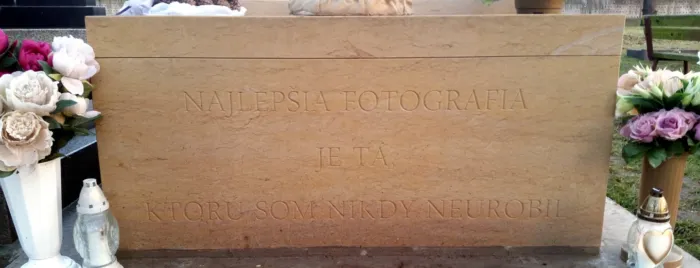 NAJLEPŠIA FOTOGRAFIA
JE TÁ
KTORÚ SOM NIKDY NEUROBIL